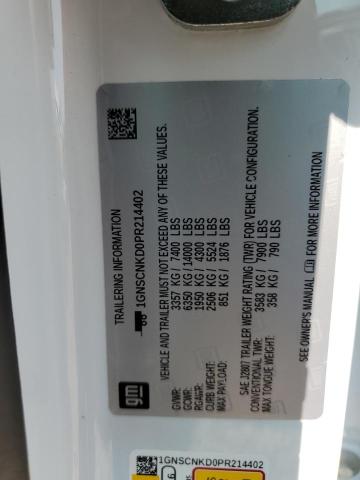 TRAILERING INFORMATION
1GNSCNKD0PR214402
VEHICLE AND TRAILER MUST NOT EXCEED ANY OF THESE VALUES.
GVWR: 3357 KG / 7400 LBS
GCWR: 6350 KG / 14000 LBS
RGAWR: 1950 KG / 4300 LBS
CURB WEIGHT: 2506 KG / 5524 LBS
MAX PAYLOAD: 851 KG / 1876 LBS
SAE J2807 TRAILER WEIGHT RATING (TWR) FOR VEHICLE CONFIGURATION.
CONVENTIONAL TWR: 3583 KG / 7900 LBS
MAX TONGUE WEIGHT: 358 KG / 790 LBS
SEE OWNER'S MANUAL FOR MORE INFORMATION
gm
1GNSCNKD0PR214402